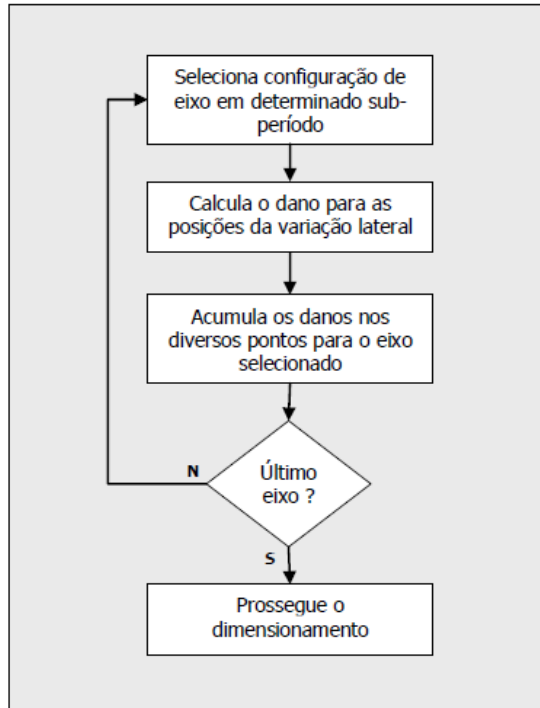 Seleciona configuração de
eixo em determinado sub-
período
Calcula o dano para as
posições da variação lateral
Acumula os danos nos
diversos pontos para o eixo
selecionado
N
Último
eixo ?
S
Prossegue o
dimensionamento